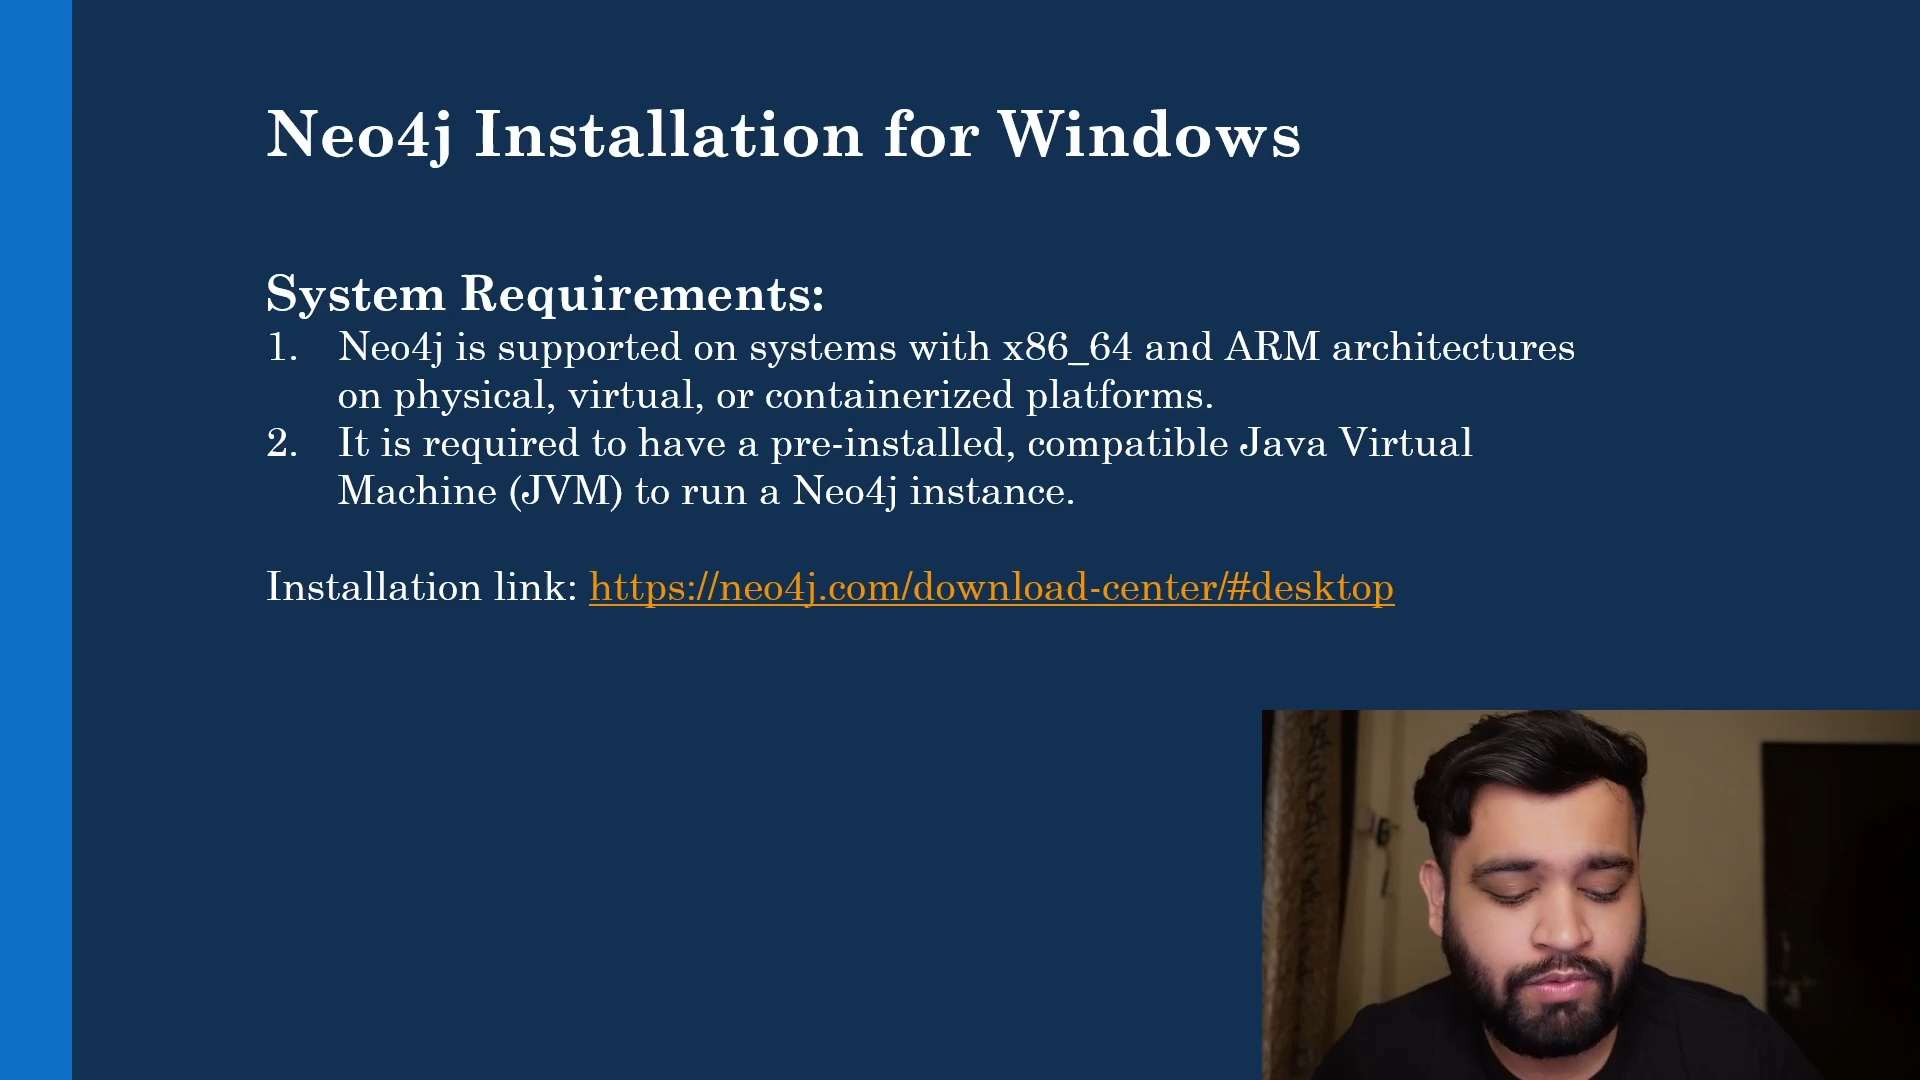 Neo4j Installation for Windows
System Requirements:
1. Neo4j is supported on systems with x86_64 and ARM architectures
on physical, virtual, or containerized platforms.
2. It is required to have a pre-installed, compatible Java Virtual
Machine (JVM) to run a Neo4j instance.
Installation link: https://neo4j.com/download-center/#desktop